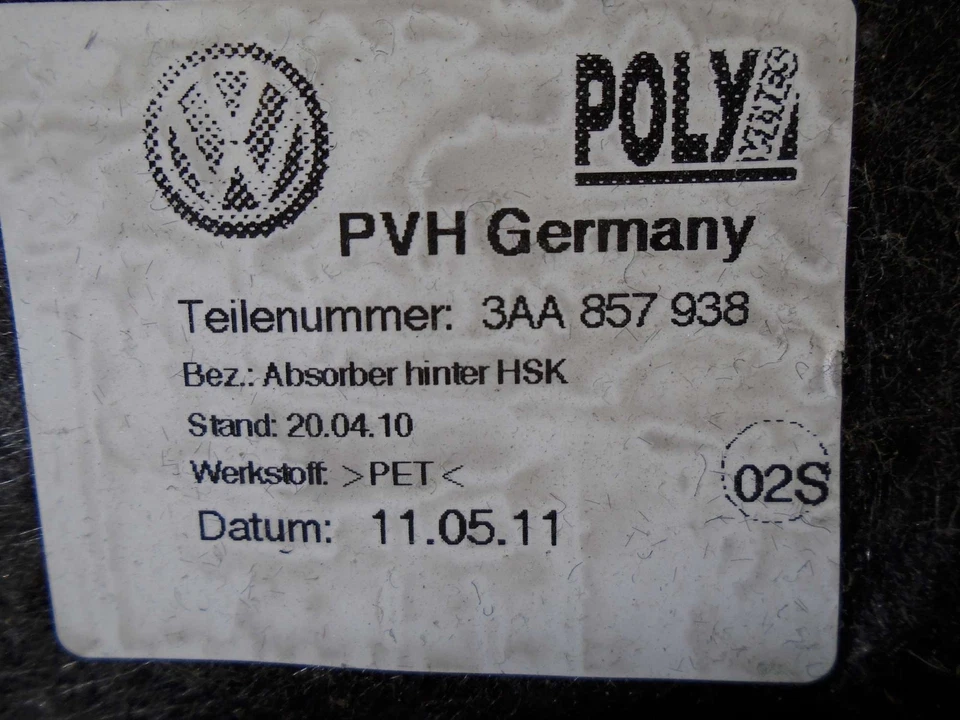 POLY
PVH Germany
Teilenummer: 3AA 857 938
Bez.: Absorber hinter HSK
Stand: 20.04.10
Werkstoff: >PET<
02S
Datum: 11.05.11